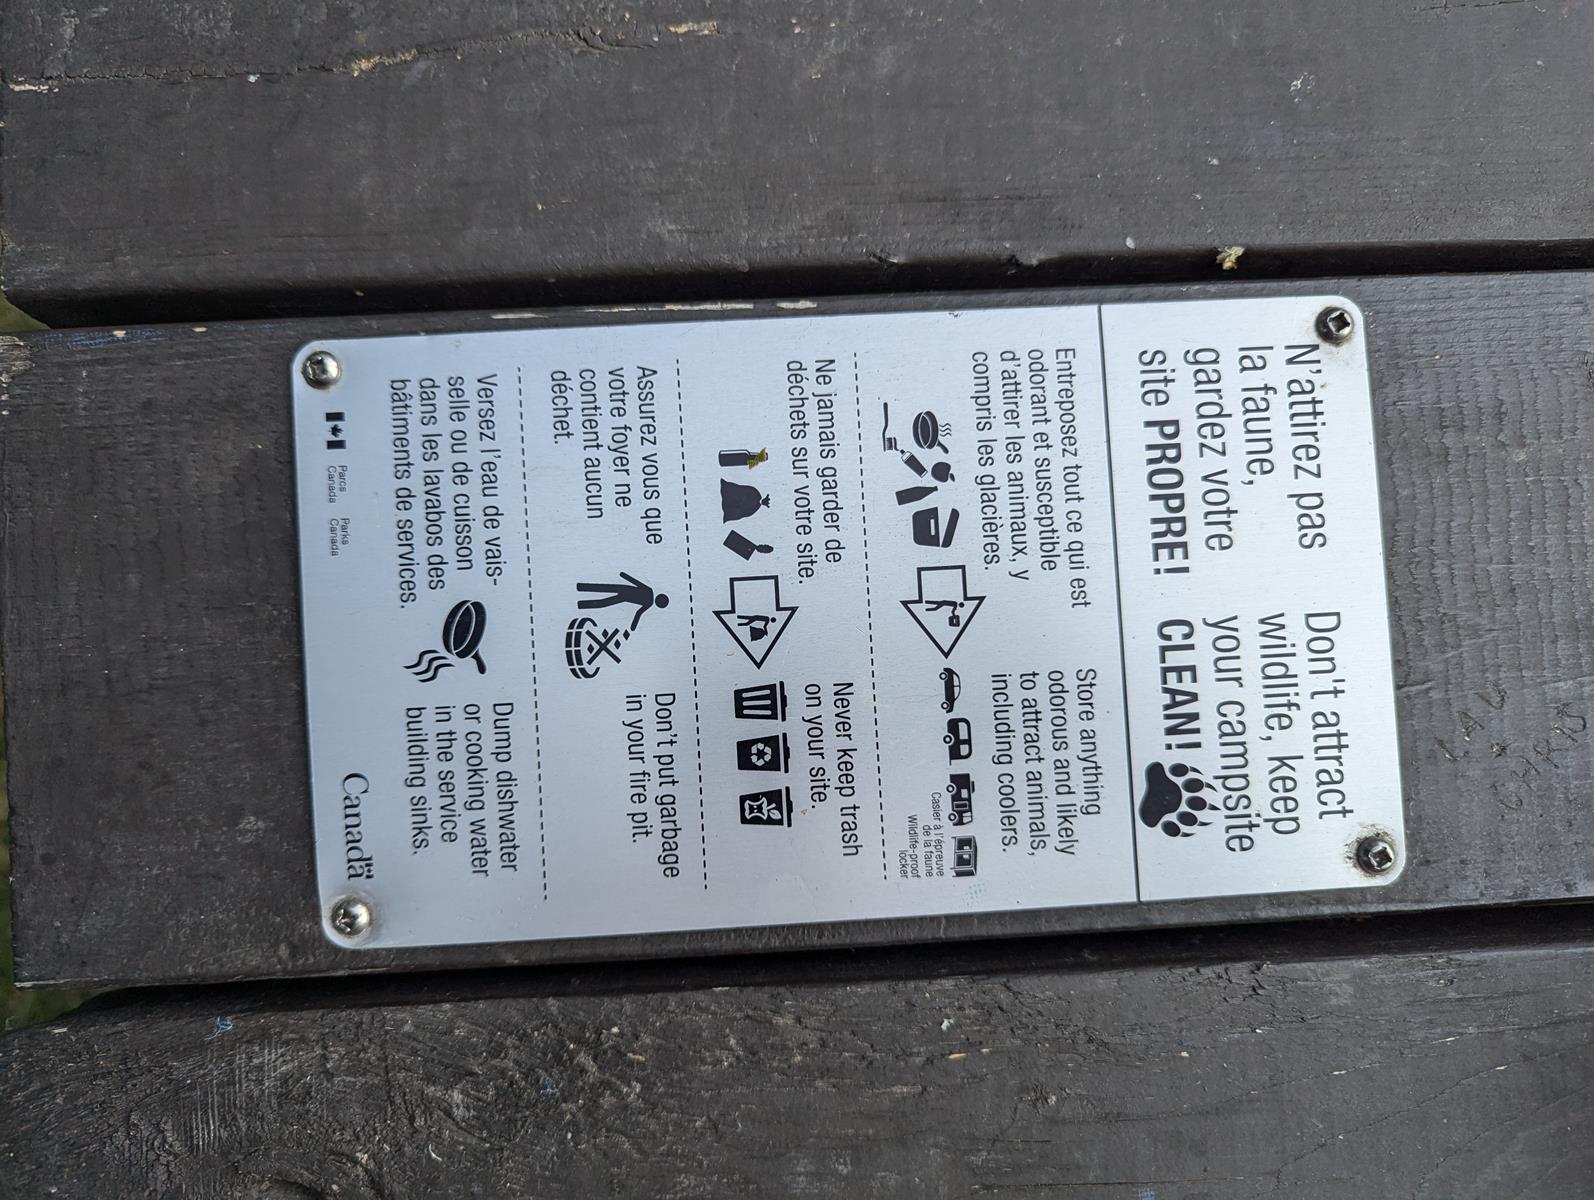 N'attirez pas
la faune,
gardez votre
site PROPRE!
Don't attract
wildlife, keep
your campsite
CLEAN!
Entreposez tout ce qui est
odorant et susceptible
d'attirer les animaux, y
compris les glacières.
Store anything
odorous and likely
to attract animals,
including coolers.
Casier à l'épreuve
de la faune
Wildlife-proof
locker
Ne jamais garder de
déchets sur votre site.
Never keep trash
on your site.
Assurez vous que
votre foyer ne
contient aucun
déchet.
Don't put garbage
in your fire pit.
Versez l'eau de vais-
selle ou de cuisson
dans les lavabos des
bâtiments de services.
Dump dishwater
or cooking water
in the service
building sinks.
Parcs
Canada
Parks
Canada
Canada